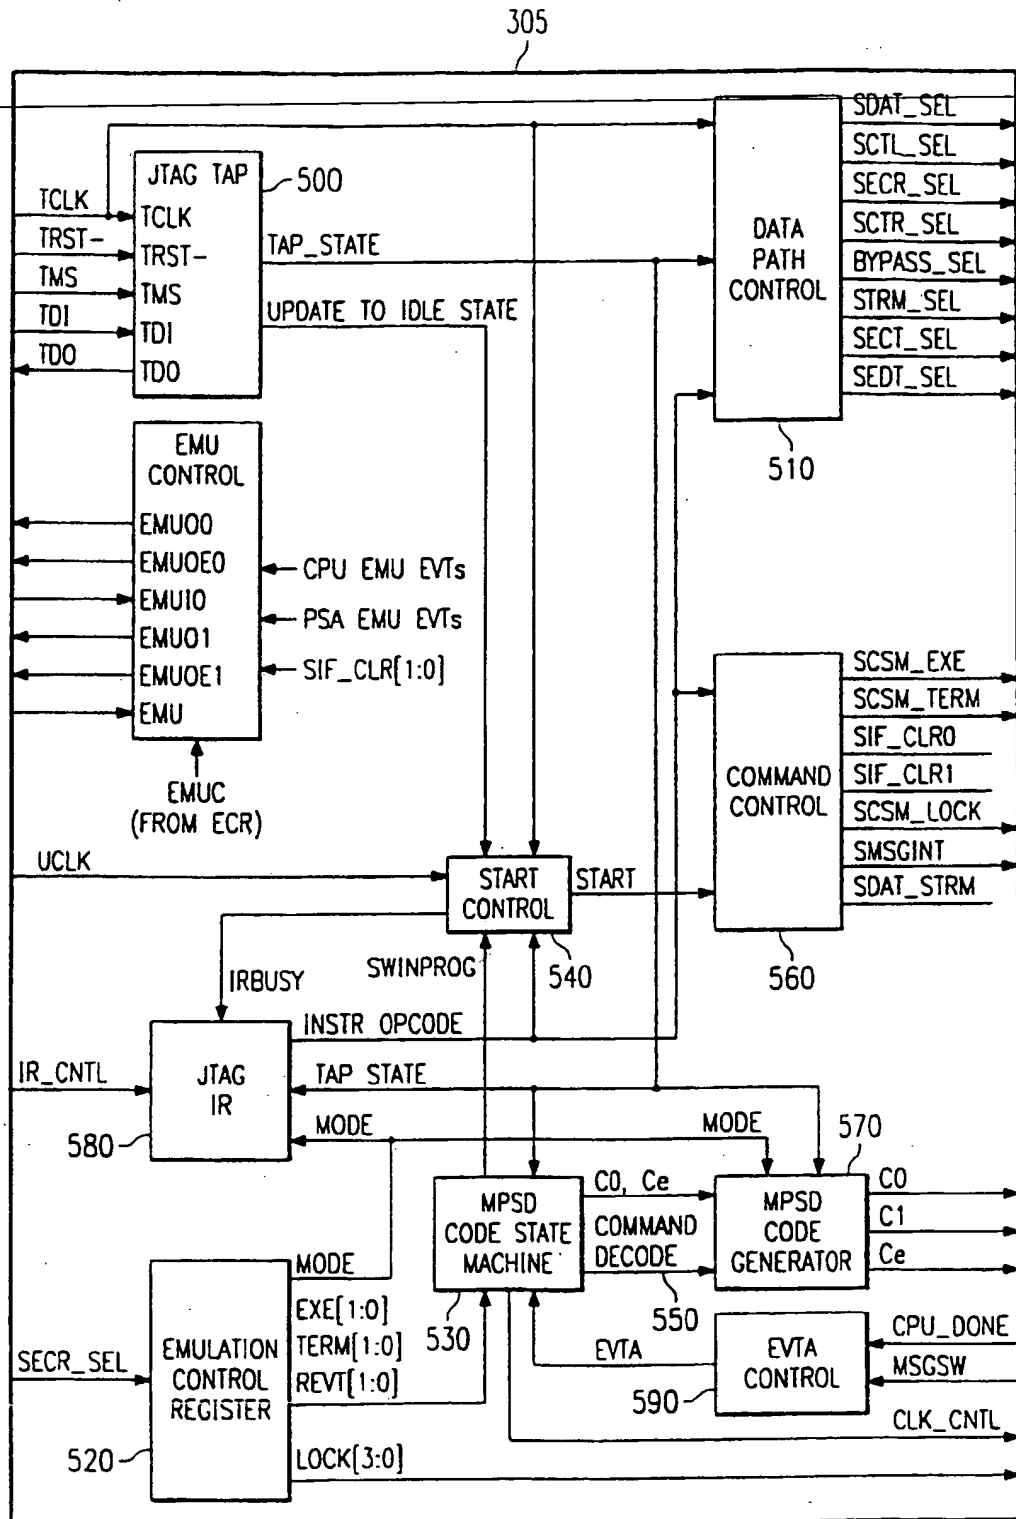 305
JTAG TAP
500
TCLK
TRST-
TMS
TDI
TDO
TCLK
TRST-
TMS
TDI
TDO
TAP_STATE
UPDATE TO IDLE STATE
DATA
PATH
CONTROL
510
SDAT_SEL
SCTL_SEL
SECR_SEL
SCTR_SEL
BYPASS_SEL
STRM_SEL
SECT_SEL
SEDT_SEL
EMU
CONTROL
EMUO0
EMUOE0
EMUI0
EMUO1
EMUOE1
EMU
CPU EMU EVTs
PSA EMU EVTs
SIF_CLR[1:0]
EMUC
(FROM ECR)
UCLK
START
CONTROL
540
START
COMMAND
CONTROL
560
SCSM_EXE
SCSM_TERM
SIF_CLR0
SIF_CLR1
SCSM_LOCK
SMSGINT
SDAT_STRM
IRBUSY
SWINPROG
IR_CNTL
JTAG
IR
580
INSTR OPCODE
TAP STATE
MODE
MODE
570
MPSD
CODE STATE
MACHINE
530
C0, Ce
COMMAND
DECODE
550
MPSD
CODE
GENERATOR
C0
C1
Ce
SECR_SEL
EMULATION
CONTROL
REGISTER
520
MODE
EXE[1:0]
TERM[1:0]
REVT[1:0]
LOCK[3:0]
EVTA
EVTA
CONTROL
590
CPU_DONE
MSGSW
CLK_CNTL